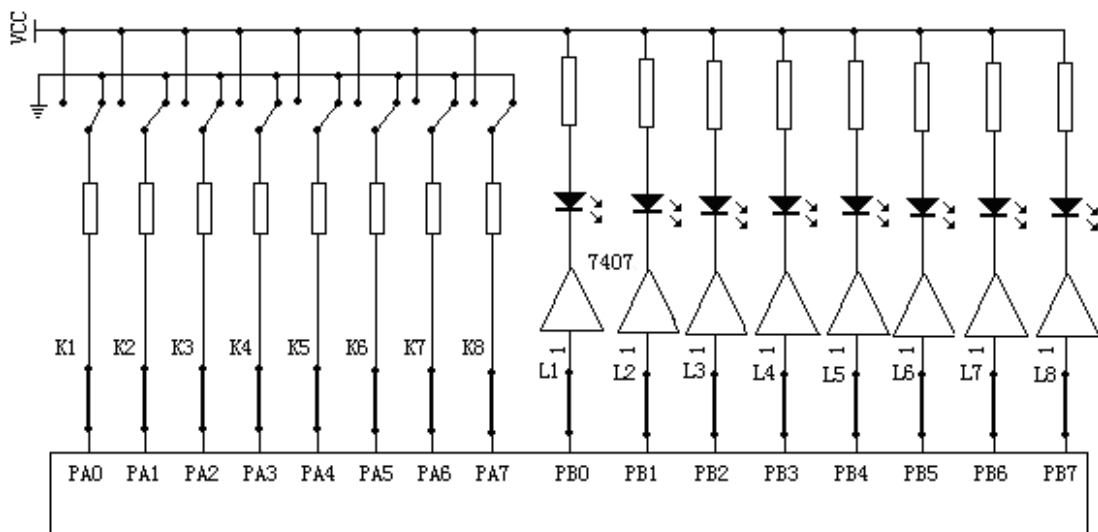 VCC
7407
K1 K2 K3 K4 K5 K6 K7 K8
1 1 1 1 1 1 1 1
L1 L2 L3 L4 L5 L6 L7 L8
PA0 PA1 PA2 PA3 PA4 PA5 PA6 PA7 PB0 PB1 PB2 PB3 PB4 PB5 PB6 PB7